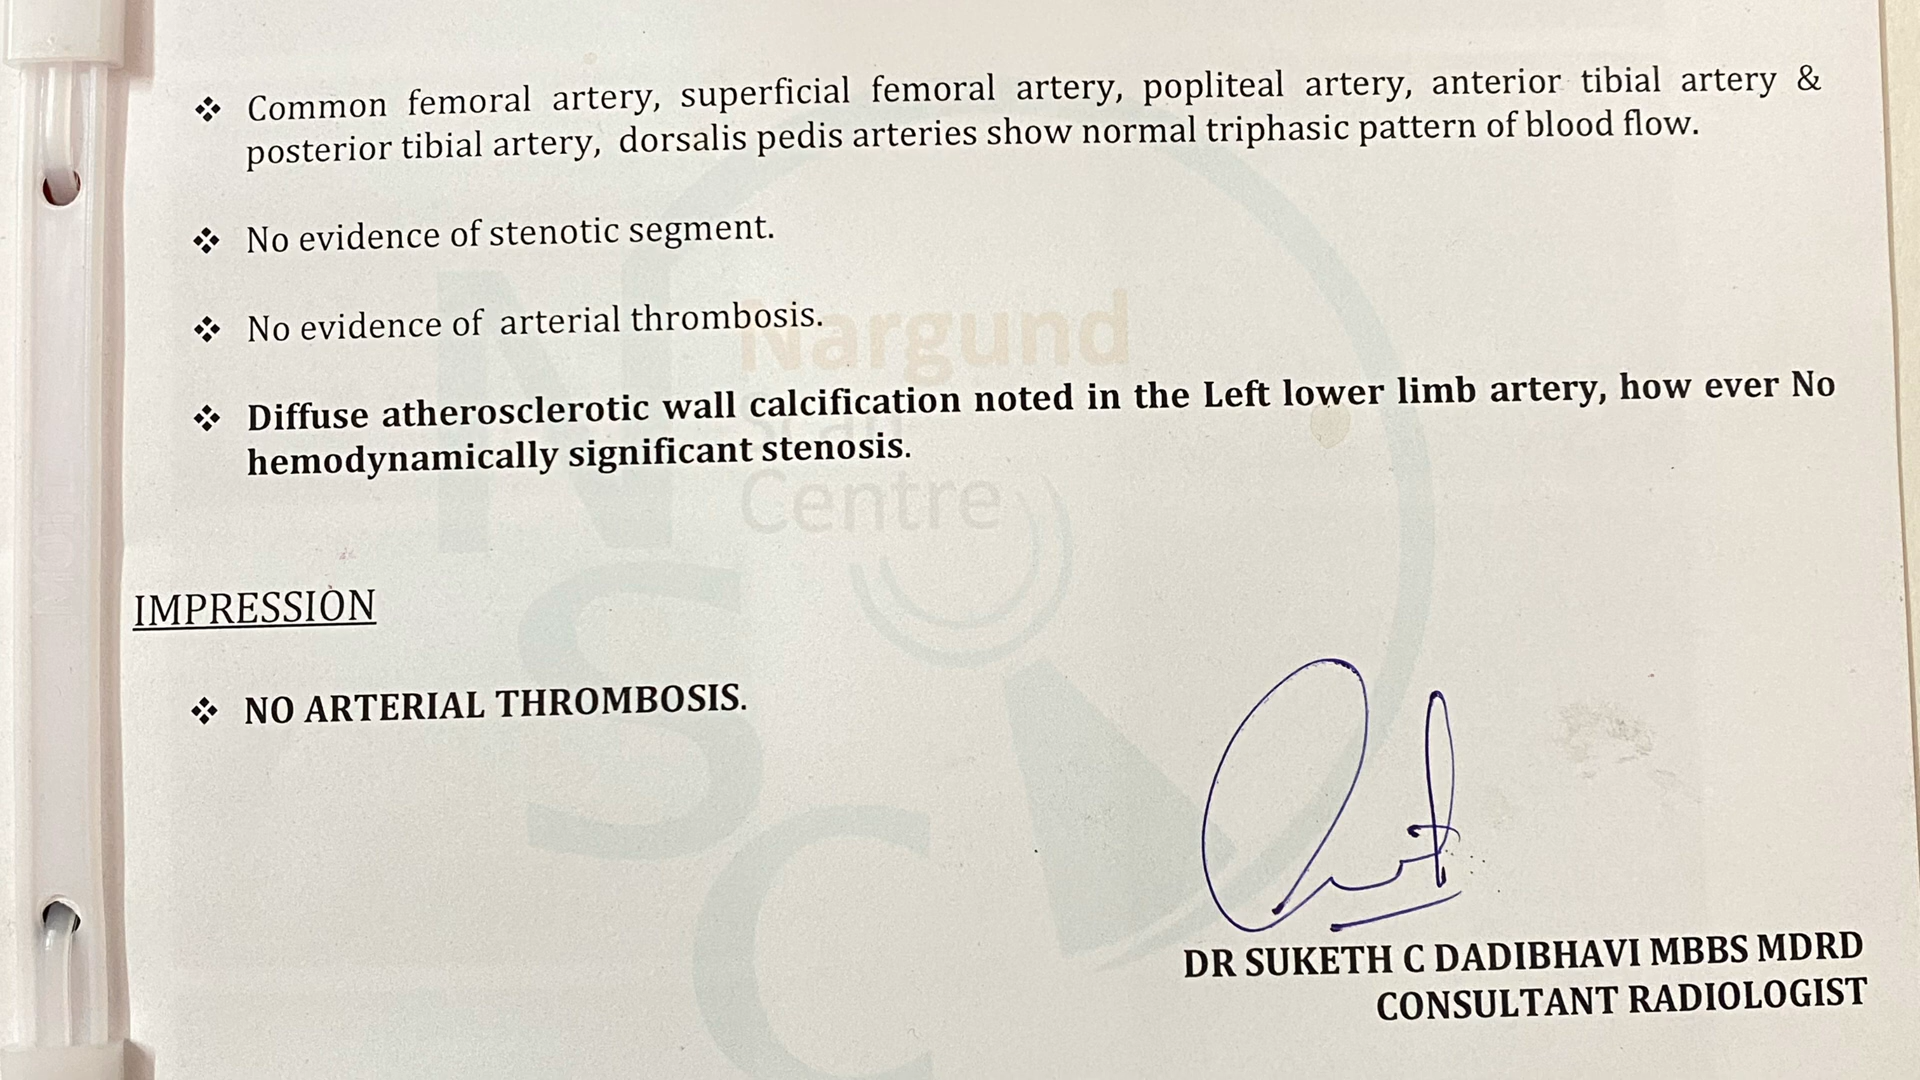 ❖ Common femoral artery, superficial femoral artery, popliteal artery, anterior tibial artery &
posterior tibial artery, dorsalis pedis arteries show normal triphasic pattern of blood flow.
❖ No evidence of stenotic segment.
❖ No evidence of arterial thrombosis.
Nargund
❖ Diffuse atherosclerotic wall calcification noted in the Left lower limb artery, how ever No
Scan
hemodynamically significant stenosis.
Centre
N
S
C
IMPRESSION
❖ NO ARTERIAL THROMBOSIS.
DR SUKETH C DADIBHAVI MBBS MDRD
CONSULTANT RADIOLOGIST